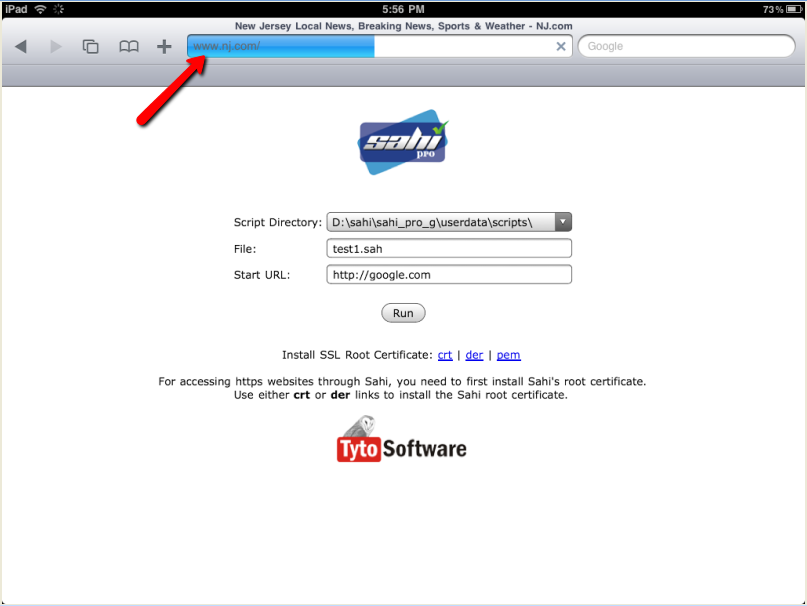 iPad 5:56 PM 73%
New Jersey Local News, Breaking News, Sports & Weather - NJ.com
www.nj.com/ Google
sahi
pro
Script Directory: D:\sahi\sahi_pro_g\userdata\scripts\
File: test1.sah
Start URL: http://google.com
Run
Install SSL Root Certificate: crt | der | pem
For accessing https websites through Sahi, you need to first install Sahi's root certificate.
Use either crt or der links to install the Sahi root certificate.
TytoSoftware